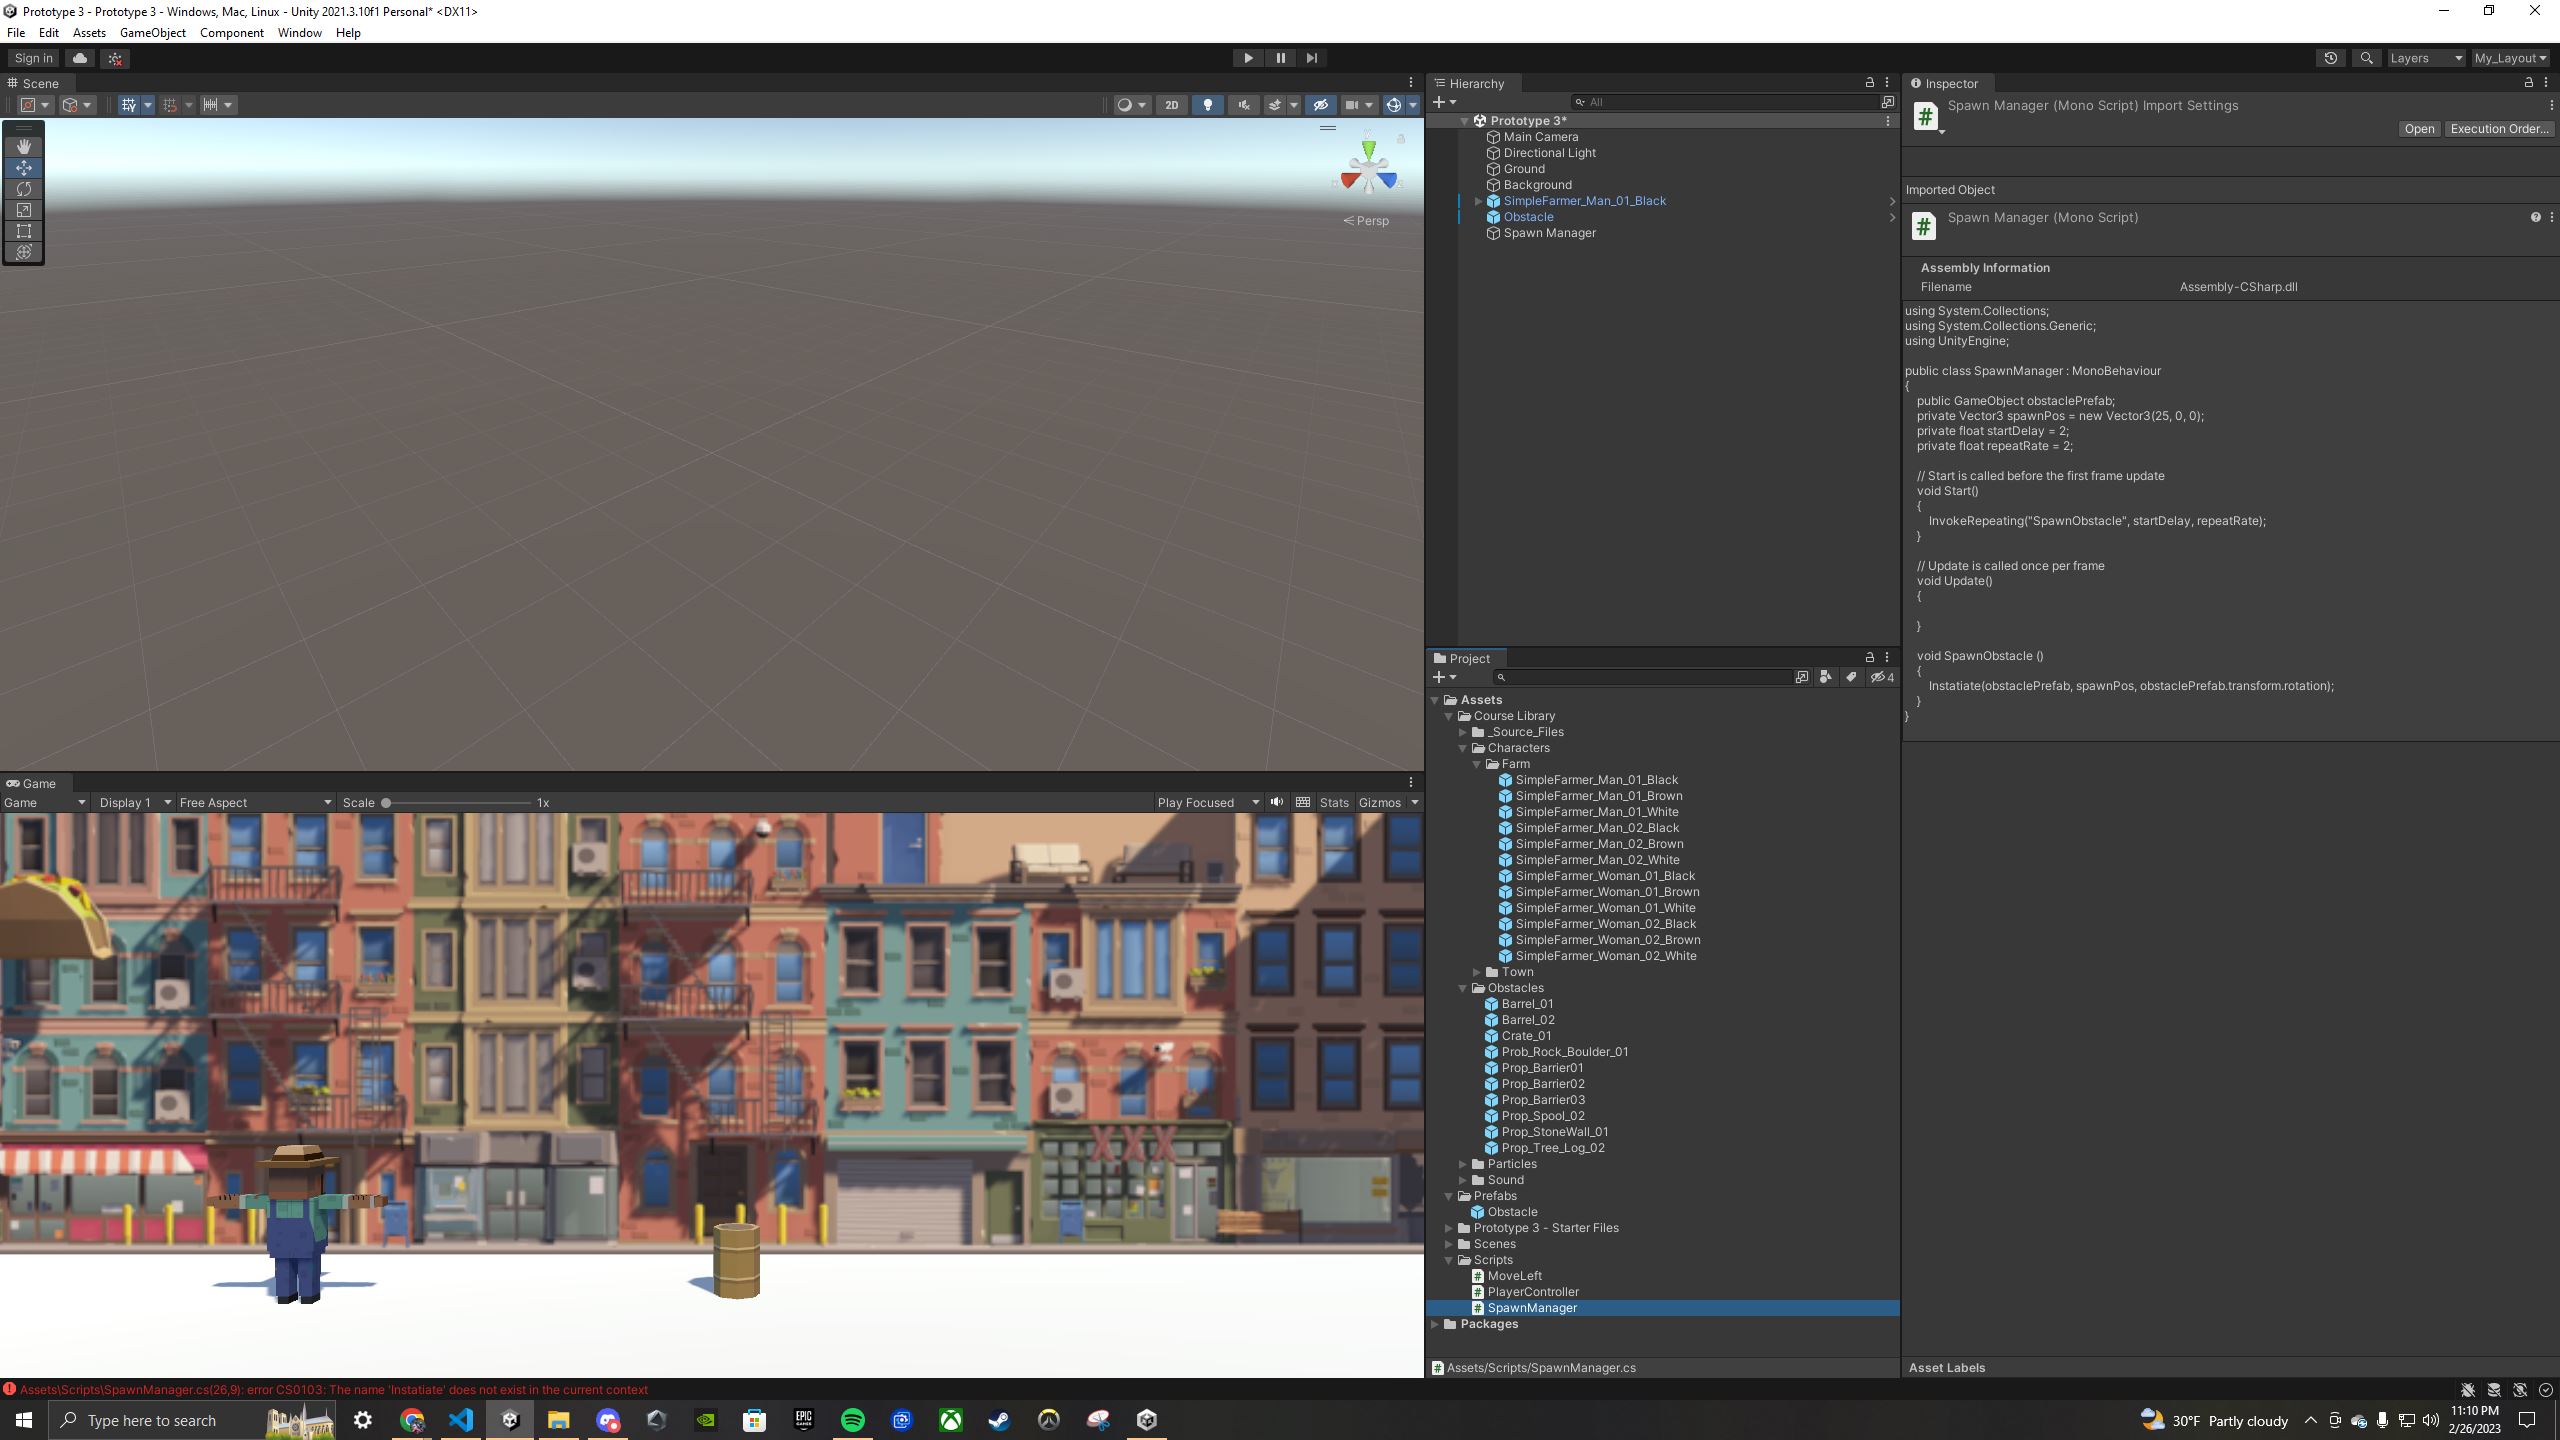 Prototype 3 - Prototype 3 - Windows, Mac, Linux - Unity 2021.3.10f1 Personal* <DX11>
File Edit Assets GameObject Component Window Help
Sign in
Layers
My_Layout
Scene
2D
Persp
Game
Game
Display 1
Free Aspect
Scale
1x
Play Focused
Stats
Gizmos
XXX
Hierarchy
All
Prototype 3*
Main Camera
Directional Light
Ground
Background
SimpleFarmer_Man_01_Black
Obstacle
Spawn Manager
Project
4
Assets
Course Library
_Source_Files
Characters
Farm
SimpleFarmer_Man_01_Black
SimpleFarmer_Man_01_Brown
SimpleFarmer_Man_01_White
SimpleFarmer_Man_02_Black
SimpleFarmer_Man_02_Brown
SimpleFarmer_Man_02_White
SimpleFarmer_Woman_01_Black
SimpleFarmer_Woman_01_Brown
SimpleFarmer_Woman_01_White
SimpleFarmer_Woman_02_Black
SimpleFarmer_Woman_02_Brown
SimpleFarmer_Woman_02_White
Town
Obstacles
Barrel_01
Barrel_02
Crate_01
Prob_Rock_Boulder_01
Prop_Barrier01
Prop_Barrier02
Prop_Barrier03
Prop_Spool_02
Prop_StoneWall_01
Prop_Tree_Log_02
Particles
Sound
Prefabs
Obstacle
Prototype 3 - Starter Files
Scenes
Scripts
MoveLeft
PlayerController
SpawnManager
Packages
Assets/Scripts/SpawnManager.cs
Inspector
Spawn Manager (Mono Script) Import Settings
Open
Execution Order...
Imported Object
Spawn Manager (Mono Script)
Assembly Information
Filename Assembly-CSharp.dll
using System.Collections;
using System.Collections.Generic;
using UnityEngine;
public class SpawnManager : MonoBehaviour
{
public GameObject obstaclePrefab;
private Vector3 spawnPos = new Vector3(25, 0, 0);
private float startDelay = 2;
private float repeatRate = 2;
// Start is called before the first frame update
void Start()
{
InvokeRepeating("SpawnObstacle", startDelay, repeatRate);
}
// Update is called once per frame
void Update()
{
}
void SpawnObstacle ()
{
Instatiate(obstaclePrefab, spawnPos, obstaclePrefab.transform.rotation);
}
}
Asset Labels
Assets\Scripts\SpawnManager.cs(26,9): error CS0103: The name 'Instatiate' does not exist in the current context
Type here to search
EPIC GAMES
30°F Partly cloudy
11:10 PM
2/26/2023